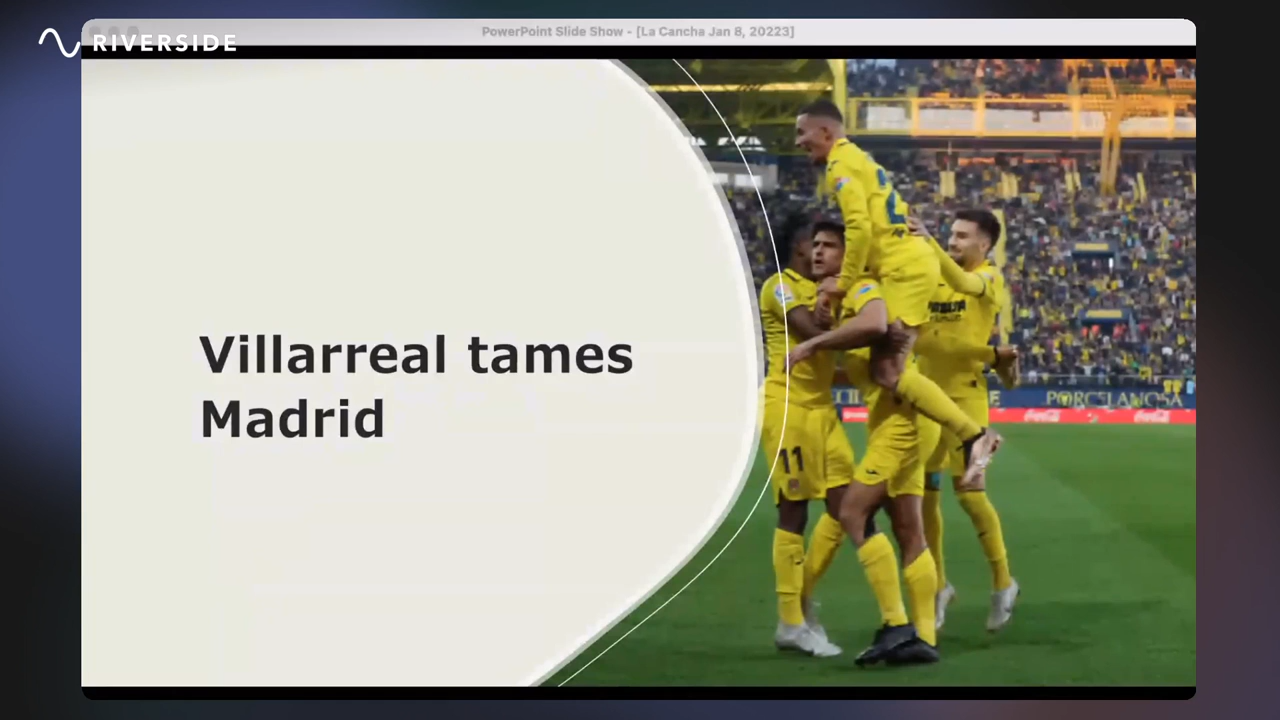 PowerPoint Slide Show - [La Cancha Jan 8, 20223]
RIVERSIDE
Villarreal tames
Madrid
PORCELANOSA
Coca-Cola
Coca-Cola
11